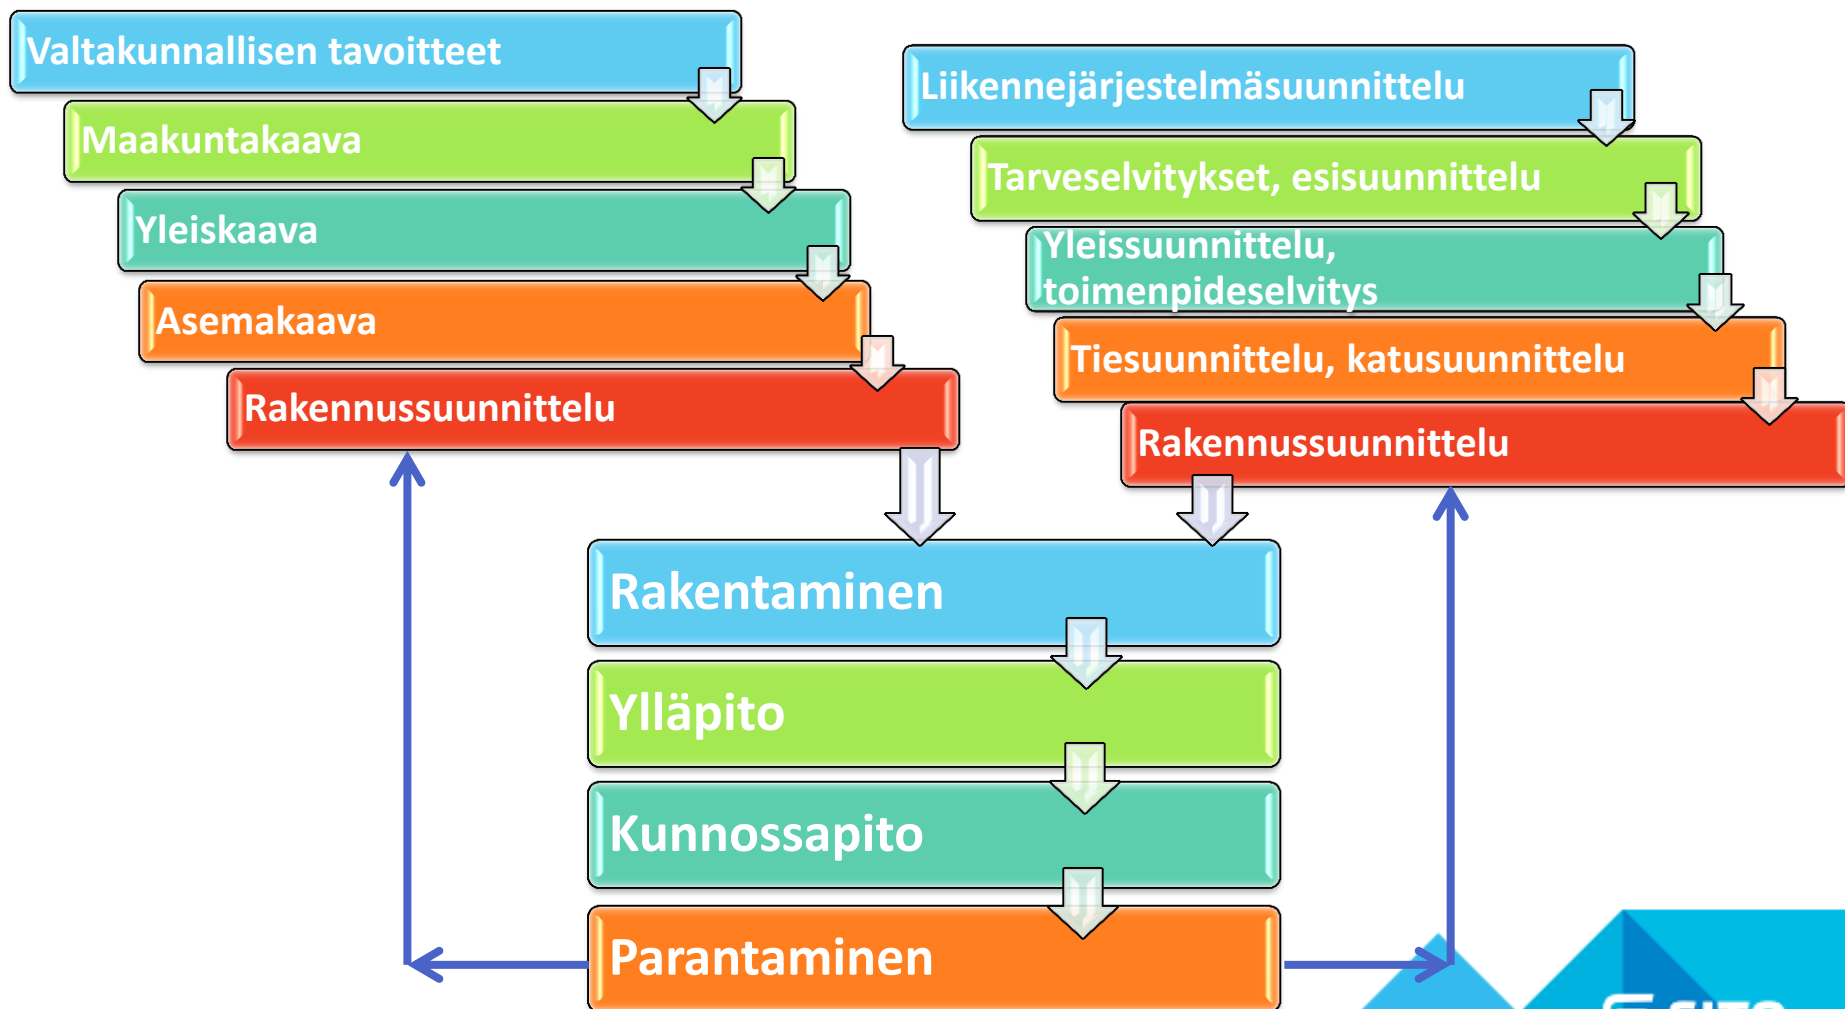 Valtakunnallisen tavoitteet
Maakuntakaava
Yleiskaava
Asemakaava
Rakennussuunnittelu
Liikennejärjestelmäsuunnittelu
Tarveselvitykset, esisuunnittelu
Yleissuunnittelu,
toimenpideselvitys
Tiesuunnittelu, katusuunnittelu
Rakennussuunnittelu
Rakentaminen
Ylläpito
Kunnossapito
Parantaminen